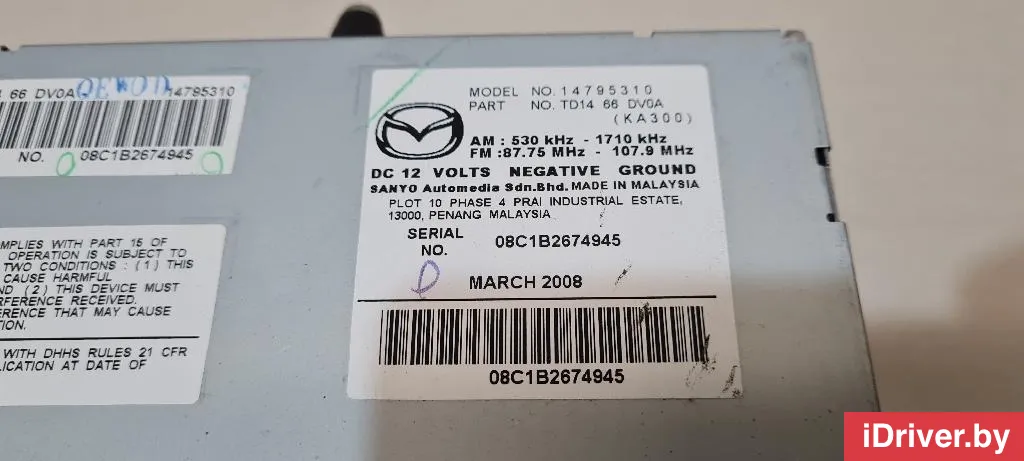 4 66 DV0A 14795310
NO. 08C1B2674945
MPLIES WITH PART 15 OF
OPERATION IS SUBJECT TO
TWO CONDITIONS : (1) THIS
CAUSE HARMFUL
ND (2) THIS DEVICE MUST
RFERENCE RECEIVED.
ERENCE THAT MAY CAUSE
TION.
WITH DHHS RULES 21 CFR
LICATION AT DATE OF
MODEL NO. 14795310
PART NO. TD14 66 DV0A
(KA300)
AM : 530 kHz - 1710 kHz
FM : 87.75 MHz - 107.9 MHz
DC 12 VOLTS NEGATIVE GROUND
SANYO Automedia Sdn.Bhd. MADE IN MALAYSIA
PLOT 10 PHASE 4 PRAI INDUSTRIAL ESTATE,
13000, PENANG MALAYSIA
SERIAL
NO. 08C1B2674945
MARCH 2008
08C1B2674945
iDriver.by